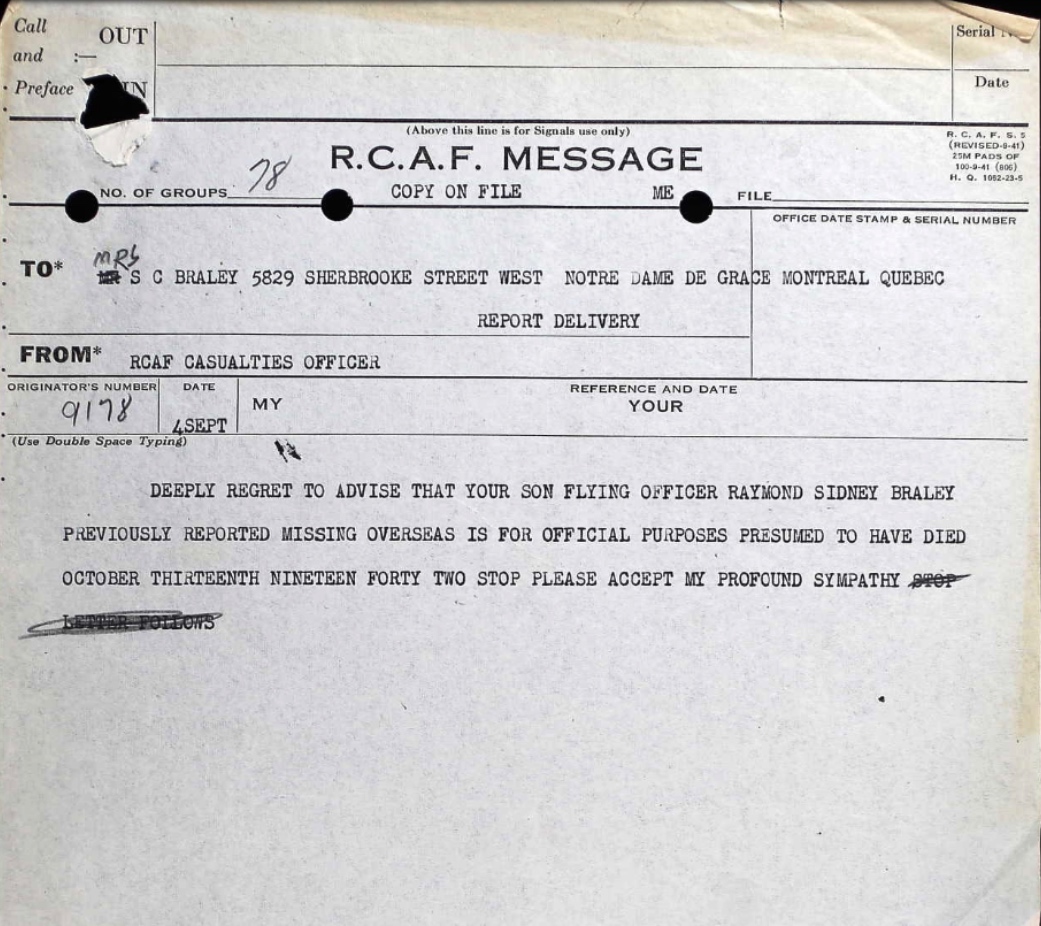 Call
and :— OUT
Preface IN
Serial
Date
(Above this line is for Signals use only)
R.C.A.F. MESSAGE
R. C. A. F. S. 5
(REVISED-9-41)
25M PADS OF
100-9-41 (806)
H. Q. 1062-23-5
NO. OF GROUPS 78 COPY ON FILE ME FILE
OFFICE DATE STAMP & SERIAL NUMBER
MRS
TO* MR S C BRALEY 5829 SHERBROOKE STREET WEST NOTRE DAME DE GRACE MONTREAL QUEBEC
REPORT DELIVERY
FROM* RCAF CASUALTIES OFFICER
ORIGINATOR'S NUMBER DATE REFERENCE AND DATE
9178 4SEPT MY YOUR
(Use Double Space Typing)
DEEPLY REGRET TO ADVISE THAT YOUR SON FLYING OFFICER RAYMOND SIDNEY BRALEY
PREVIOUSLY REPORTED MISSING OVERSEAS IS FOR OFFICIAL PURPOSES PRESUMED TO HAVE DIED
OCTOBER THIRTEENTH NINETEEN FORTY TWO STOP PLEASE ACCEPT MY PROFOUND SYMPATHY STOP
LETTER FOLLOWS